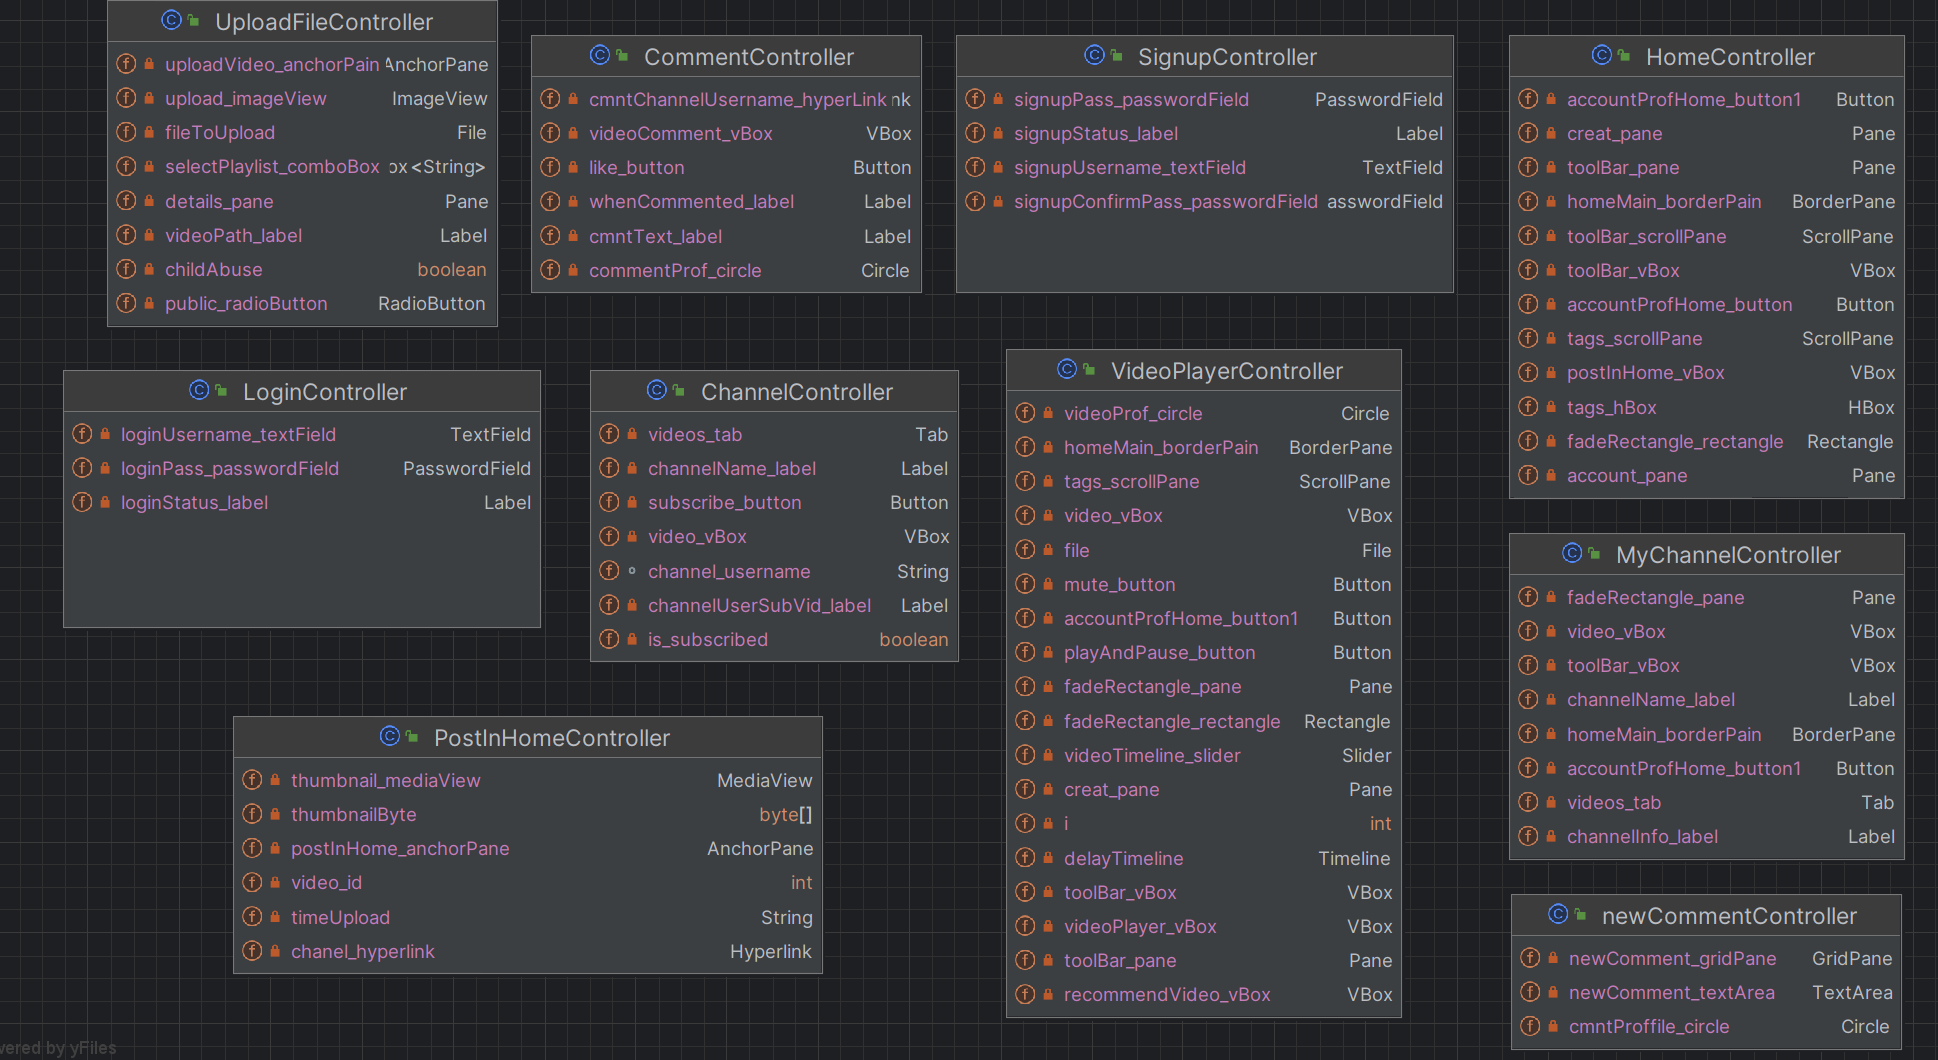 UploadFileController
uploadVideo_anchorPain AnchorPane
upload_imageView ImageView
fileToUpload File
selectPlaylist_comboBox ox<String>
details_pane Pane
videoPath_label Label
childAbuse boolean
public_radioButton RadioButton
CommentController
cmntChannelUsername_hyperLink nk
videoComment_vBox VBox
like_button Button
whenCommented_label Label
cmntText_label Label
commentProf_circle Circle
SignupController
signupPass_passwordField PasswordField
signupStatus_label Label
signupUsername_textField TextField
signupConfirmPass_passwordField asswordField
HomeController
accountProfHome_button1 Button
creat_pane Pane
toolBar_pane Pane
homeMain_borderPain BorderPane
toolBar_scrollPane ScrollPane
toolBar_vBox VBox
accountProfHome_button Button
tags_scrollPane ScrollPane
postInHome_vBox VBox
tags_hBox HBox
fadeRectangle_rectangle Rectangle
account_pane Pane
LoginController
loginUsername_textField TextField
loginPass_passwordField PasswordField
loginStatus_label Label
ChannelController
videos_tab Tab
channelName_label Label
subscribe_button Button
video_vBox VBox
channel_username String
channelUserSubVid_label Label
is_subscribed boolean
VideoPlayerController
videoProf_circle Circle
homeMain_borderPain BorderPane
tags_scrollPane ScrollPane
video_vBox VBox
file File
mute_button Button
accountProfHome_button1 Button
playAndPause_button Button
fadeRectangle_pane Pane
fadeRectangle_rectangle Rectangle
videoTimeline_slider Slider
creat_pane Pane
i int
delayTimeline Timeline
toolBar_vBox VBox
videoPlayer_vBox VBox
toolBar_pane Pane
recommendVideo_vBox VBox
MyChannelController
fadeRectangle_pane Pane
video_vBox VBox
toolBar_vBox VBox
channelName_label Label
homeMain_borderPain BorderPane
accountProfHome_button1 Button
videos_tab Tab
channelInfo_label Label
PostInHomeController
thumbnail_mediaView MediaView
thumbnailByte byte[]
postInHome_anchorPane AnchorPane
video_id int
timeUpload String
chanel_hyperlink Hyperlink
newCommentController
newComment_gridPane GridPane
newComment_textArea TextArea
cmntProffile_circle Circle
wered by yFiles